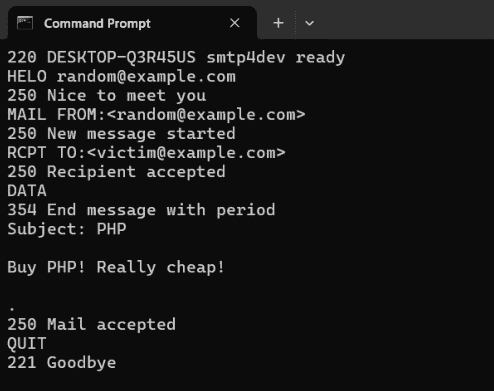 Command Prompt
220 DESKTOP-Q3R45US smtp4dev ready
HELO random@example.com
250 Nice to meet you
MAIL FROM:<random@example.com>
250 New message started
RCPT TO:<victim@example.com>
250 Recipient accepted
DATA
354 End message with period
Subject: PHP

Buy PHP! Really cheap!

.
250 Mail accepted
QUIT
221 Goodbye